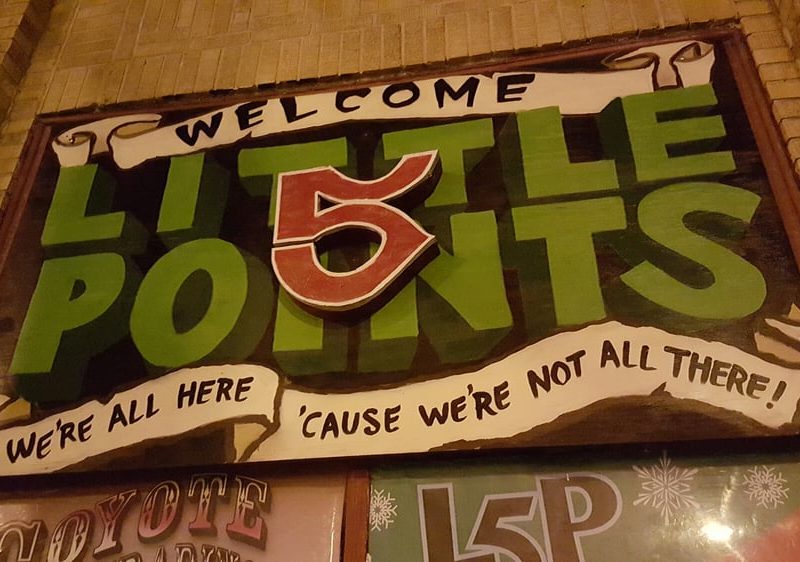 WELCOME
LITTLE
5
POINTS
WE'RE ALL HERE
'CAUSE WE'RE NOT ALL THERE!
COYOTE
L5P